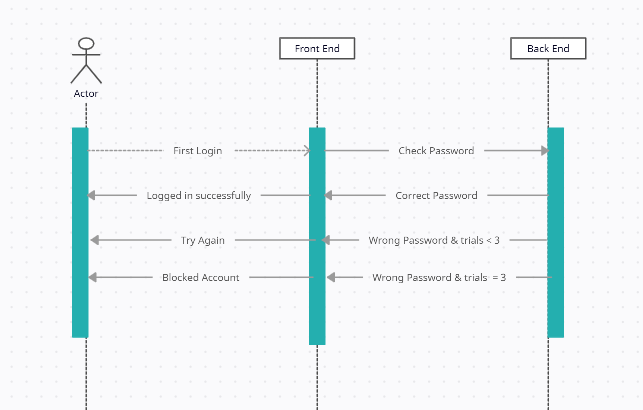 Front End
Back End
Actor
First Login
Check Password
Logged in successfully
Correct Password
Try Again
Wrong Password & trials < 3
Blocked Account
Wrong Password & trials = 3